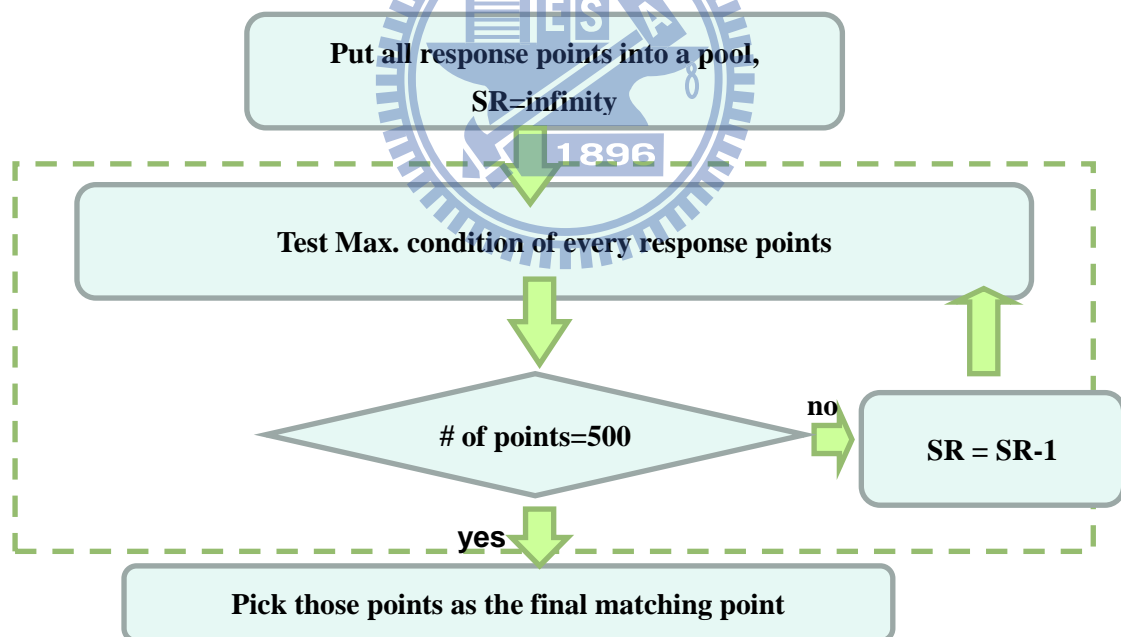 E S A
Put all response points into a pool,
SR=infinity
1896
Test Max. condition of every response points
# of points=500
no
SR = SR-1
yes
Pick those points as the final matching point